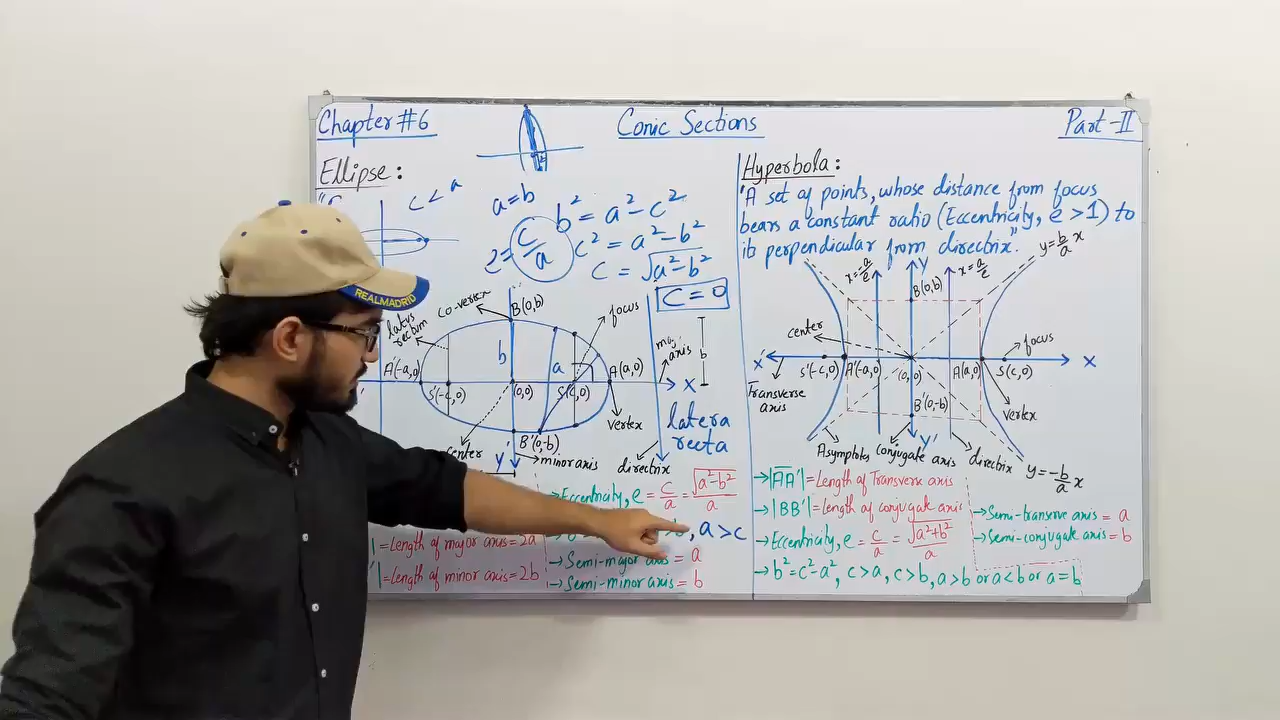 Chapter #6
Conic Sections
Part-II
Ellipse:
c < a
a=b
b² = a² - c²
e = c/a
c² = a² - b²
c = √a²-b²
C = 0
co-vertex
B(0,b)
focus
latus
rectum
b
a
b
axis
A'(-a,0)
S'(-c,0)
(0,0)
S(c,0)
A(a,0)
X
center
Y'
B'(0,-b)
minor axis
vertex
directrix
latera
recta
Eccentricity, e = c/a = √a²-b²/a
, a > c
=Length of major axis=2a
→Semi-major axis = a
=Length of minor axis=2b
→Semi-minor axis = b
REALMADRID
Hyperbola:
"A set of points, whose distance from focus
bears a constant ratio (Eccentricity, e > 1) to
its perpendicular from directrix".
y = b/a x
x=-a/e
Y
x = a/e
B(0,b)
center
focus
X'
S'(-c,0)
A'(-a,0)
(0,0)
A(a,0)
S(c,0)
X
Transverse
axis
B'(0,-b)
vertex
Y'
Asymptotes
conjugate axis
directrix
y = -b/a x
→|AA'|=Length of Transverse axis
→|BB'|=Length of conjugate axis
→Semi-transerve axis = a
→Eccentricity, e = c/a = √a²+b²/a
→Semi-conjugate axis = b
→ b²=c²-a², c>a, c>b, a>b or a<b or a=b